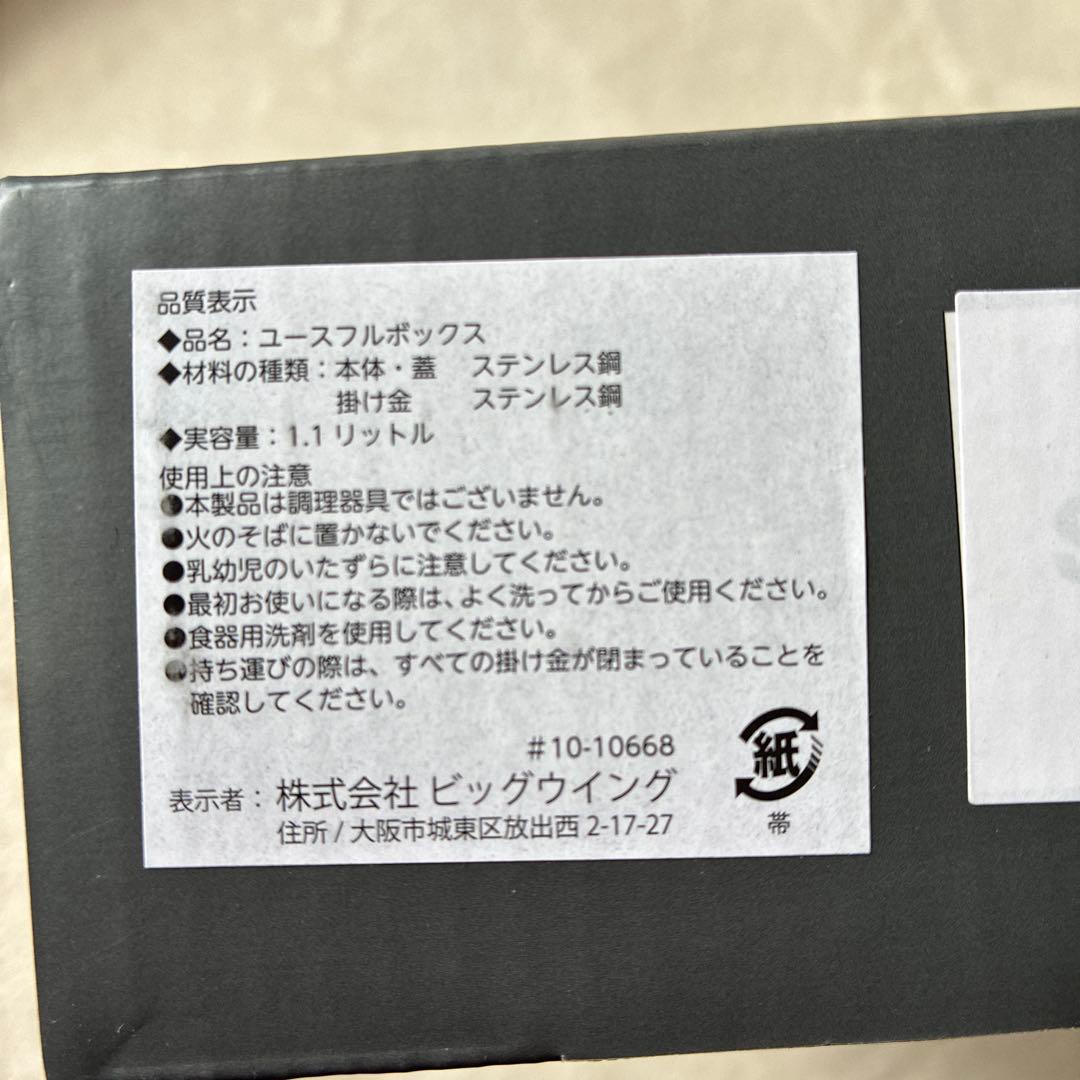 品質表示
◆品名：ユースフルボックス
◆材料の種類：本体・蓋　ステンレス鋼
掛け金　ステンレス鋼
◆実容量：1.1リットル
使用上の注意
●本製品は調理器具ではございません。
●火のそばに置かないでください。
●乳幼児のいたずらに注意してください。
●最初お使いになる際は、よく洗ってからご使用ください。
●食器用洗剤を使用してください。
●持ち運びの際は、すべての掛け金が閉まっていることを
確認してください。
#10-10668
表示者：株式会社 ビッグウイング
住所 / 大阪市城東区放出西 2-17-27
紙
帯